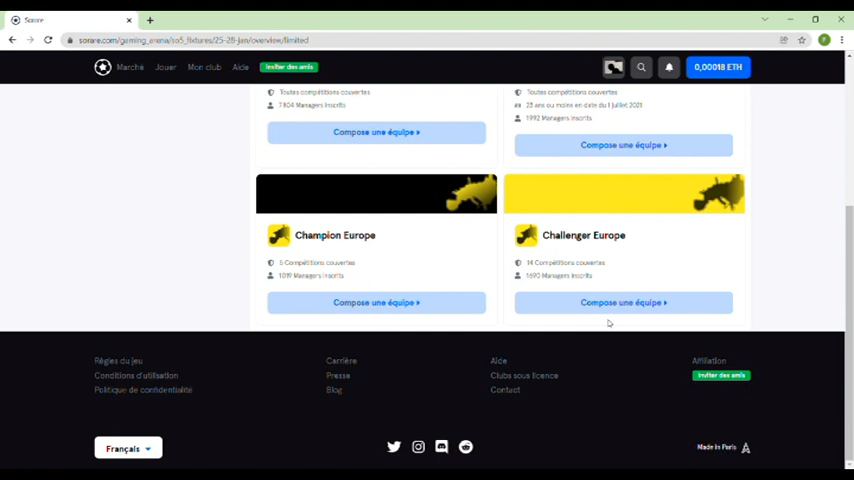 Sorare
sorare.com/gaming_arena/so5_fixtures/25-28-jan/overview/limited
Marché Jouer Mon club Aide Inviter des amis 0,00018 ETH
Toutes compétitions couvertes
7 804 Managers inscrits
Compose une équipe
Toutes compétitions couvertes
23 ans ou moins en date du 1 juillet 2021
1992 Managers inscrits
Compose une équipe
Champion Europe
5 Compétitions couvertes
1019 Managers inscrits
Compose une équipe
Challenger Europe
14 Compétitions couvertes
1690 Managers inscrits
Compose une équipe
Règles du jeu
Conditions d'utilisation
Politique de confidentialité
Carrière
Presse
Blog
Aide
Clubs sous licence
Contact
Affiliation
Inviter des amis
Français
Made in Paris